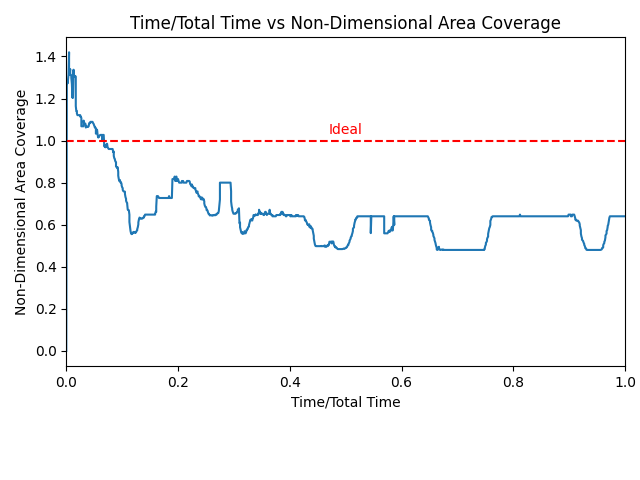 Time/Total Time vs Non-Dimensional Area Coverage
Non-Dimensional Area Coverage
1.4
1.2
1.0
0.8
0.6
0.4
0.2
0.0
Ideal
0.0 0.2 0.4 0.6 0.8 1.0
Time/Total Time